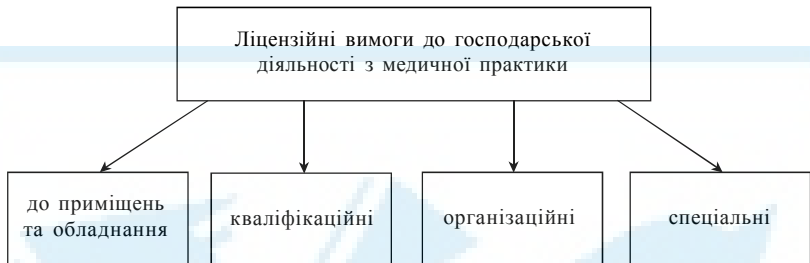 Ліцензійні вимоги до господарської
діяльності з медичної практики
до приміщень
та обладнання
кваліфікаційні
організаційні
спеціальні